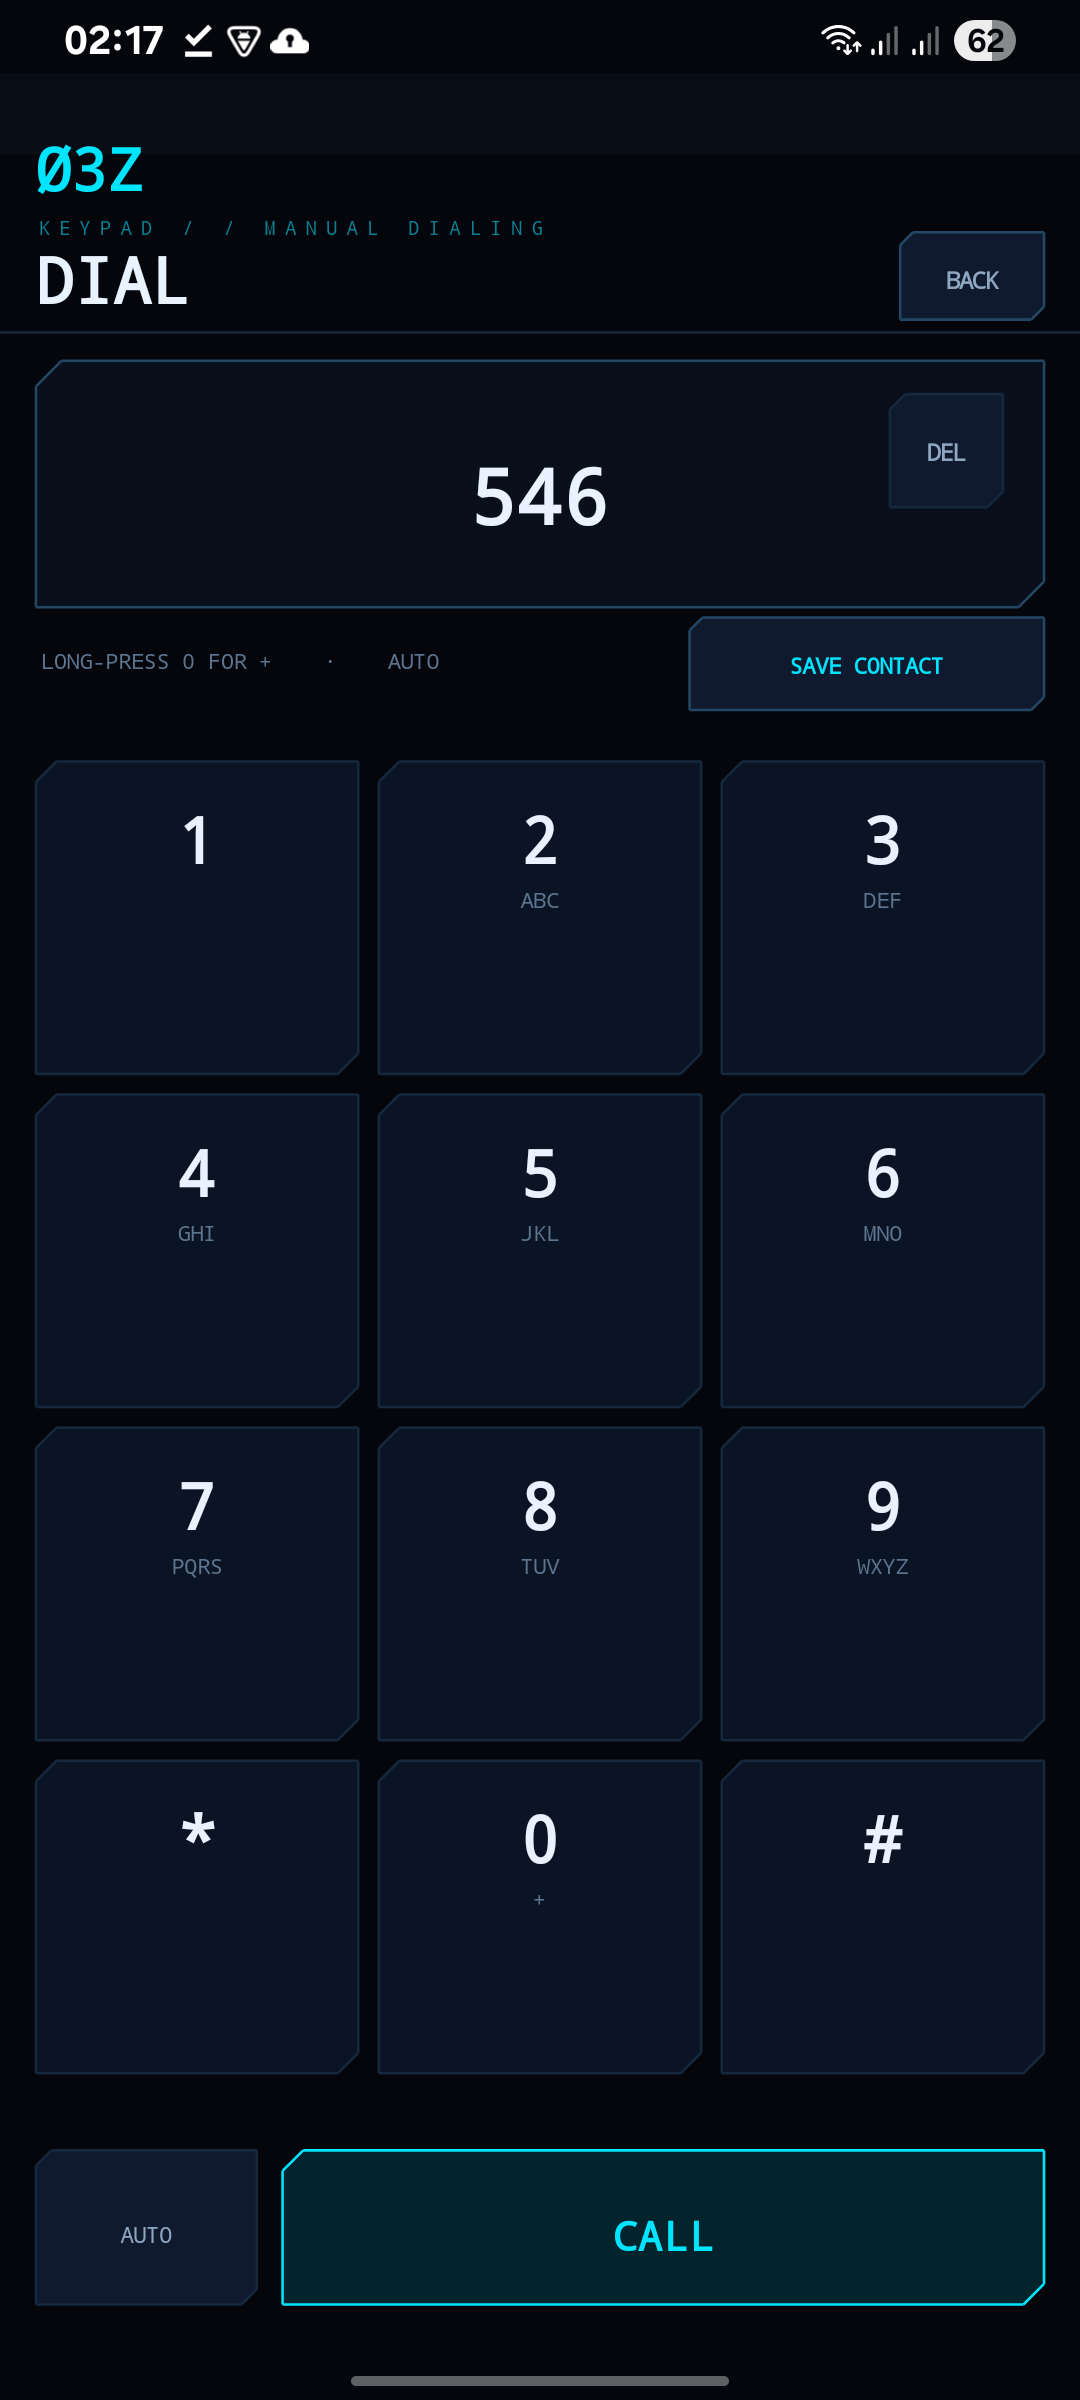 02:17 62
Ø3Z
KEYPAD // MANUAL DIALING
DIAL
BACK
546
DEL
LONG-PRESS 0 FOR + · AUTO
SAVE CONTACT
1 2 3
ABC DEF
4 5 6
GHI JKL MNO
7 8 9
PQRS TUV WXYZ
* 0 #
+
AUTO CALL